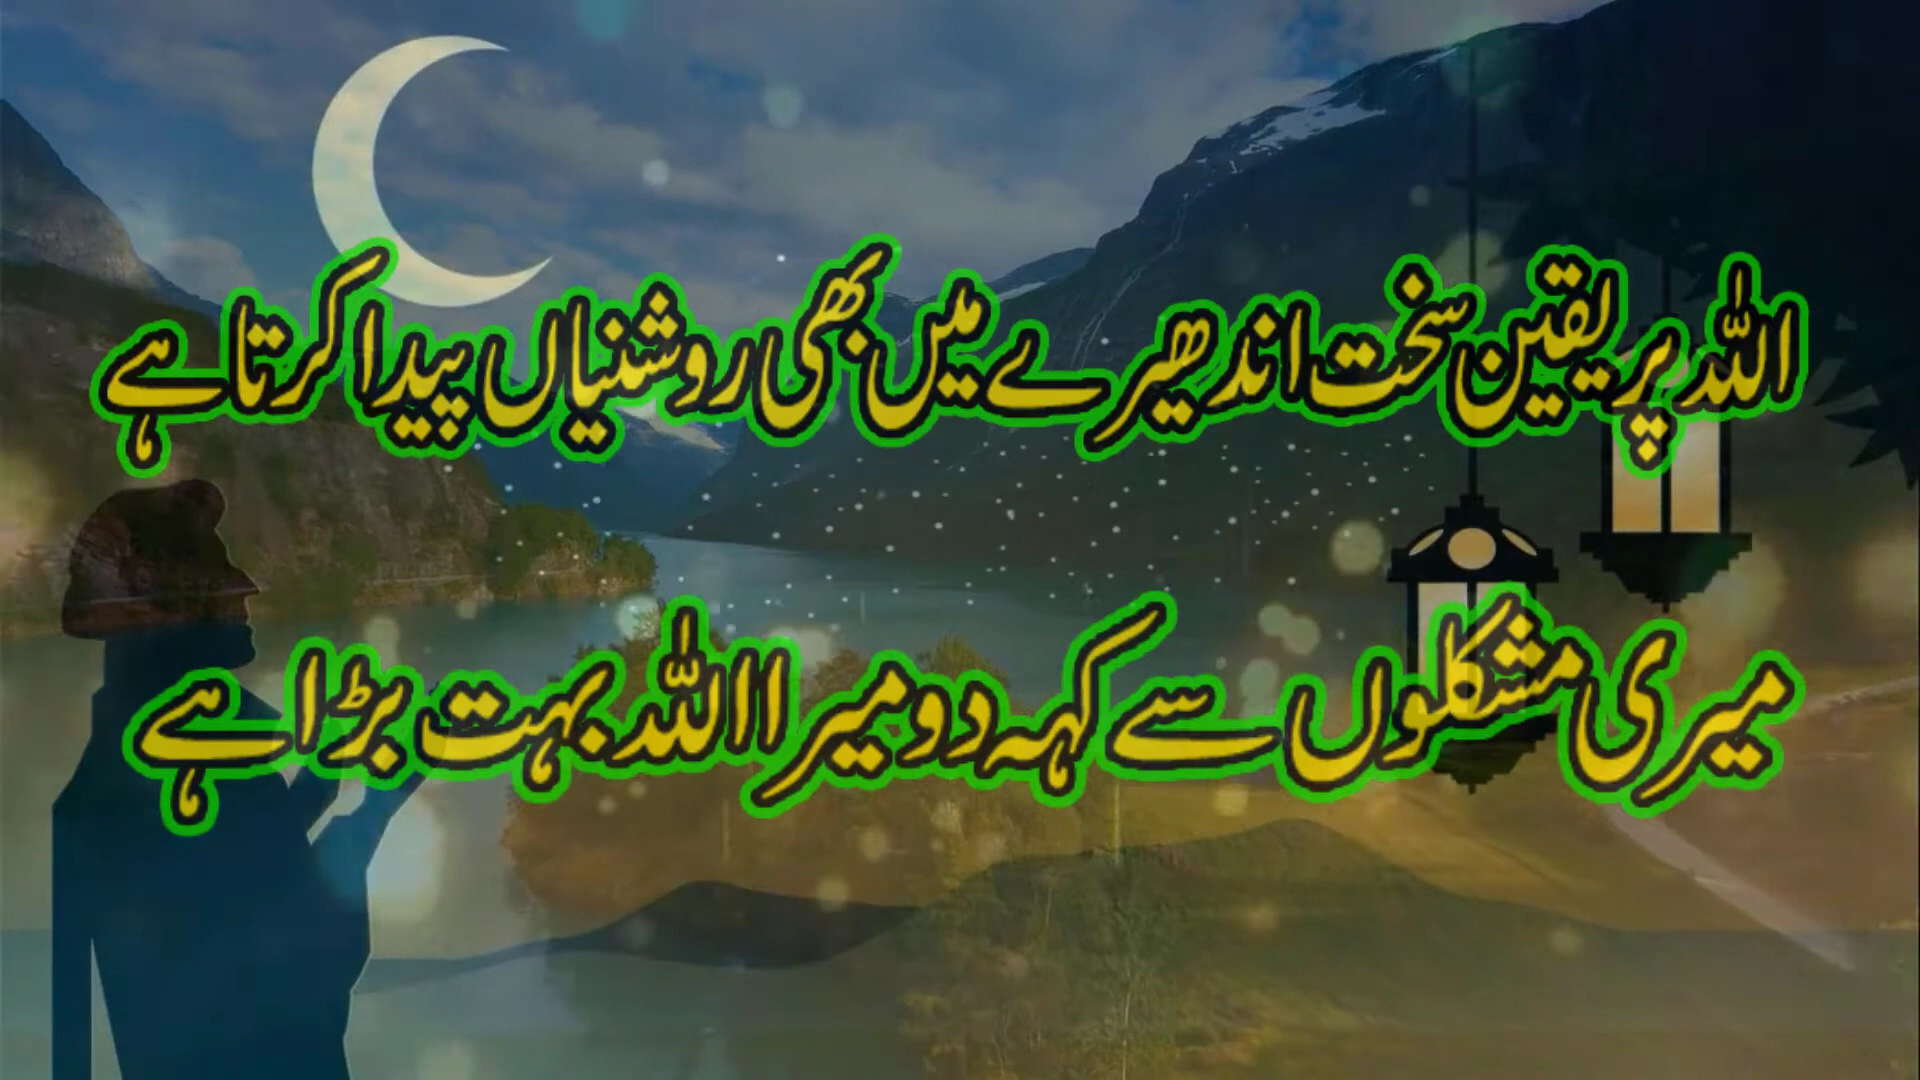 اللہ پر یقین سخت اندھیرے میں بھی روشنیاں پیدا کرتا ہے
میری مشکلوں سے کہہ دو میرا اللہ بہت بڑا ہے